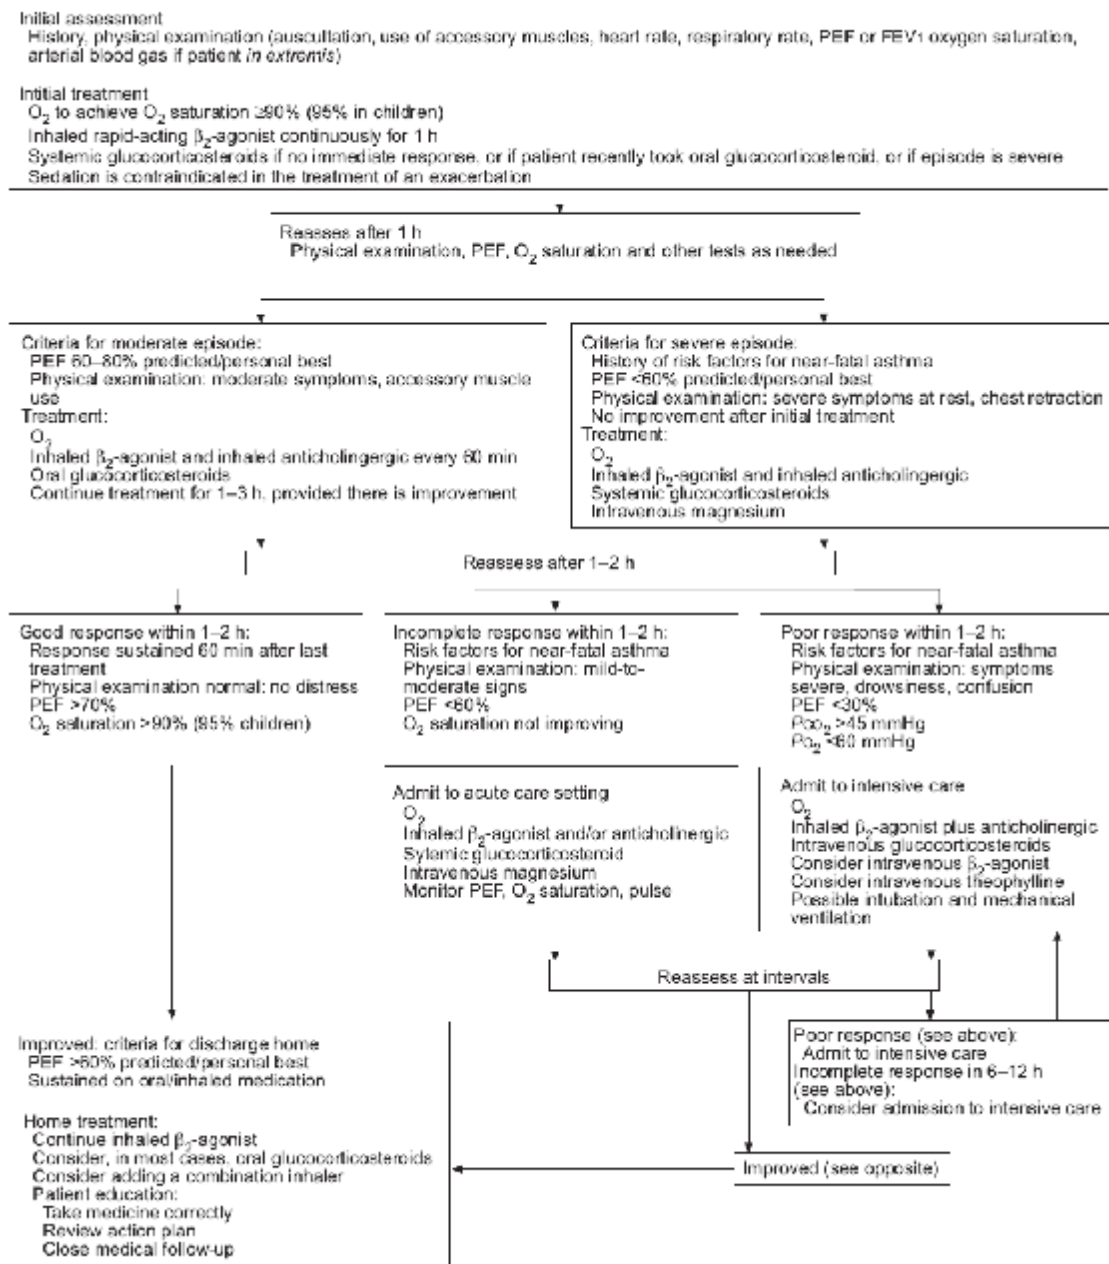 Initial assessment
History, physical examination (auscultation, use of accessory muscles, heart rate, respiratory rate, PEF or FEV1 oxygen saturation,
arterial blood gas if patient in extremis)
Intitial treatment
O2 to achieve O2 saturation ≥90% (95% in children)
Inhaled rapid-acting β2-agonist continuously for 1 h
Systemic glucocorticosteroids if no immediate response, or if patient recently took oral glucocorticosteroid, or if episode is severe
Sedation is contraindicated in the treatment of an exacerbation
Reasses after 1 h
Physical examination, PEF, O2 saturation and other tests as needed
Criteria for moderate episode:
PEF 60–80% predicted/personal best
Physical examination: moderate symptoms, accessory muscle
use
Treatment:
O2
Inhaled β2-agonist and inhaled anticholingergic every 60 min
Oral glucocorticosteroids
Continue treatment for 1–3 h, provided there is improvement
Criteria for severe episode:
History of risk factors for near-fatal asthma
PEF <60% predicted/personal best
Physical examination: severe symptoms at rest, chest retraction
No improvement after initial treatment
Treatment:
O2
Inhaled β2-agonist and inhaled anticholingergic
Systemic glucocorticosteroids
Intravenous magnesium
Reassess after 1–2 h
Good response within 1–2 h:
Response sustained 60 min after last
treatment
Physical examination normal: no distress
PEF >70%
O2 saturation >90% (95% children)
Incomplete response within 1–2 h:
Risk factors for near-fatal asthma
Physical examination: mild-to-
moderate signs
PEF <60%
O2 saturation not improving
Poor response within 1–2 h:
Risk factors for near-fatal asthma
Physical examination: symptoms
severe, drowsiness, confusion
PEF <30%
PCO2 >45 mmHg
PO2 <60 mmHg
Admit to acute care setting
O2
Inhaled β2-agonist and/or anticholinergic
Sytemic glucocorticosteroid
Intravenous magnesium
Monitor PEF, O2 saturation, pulse
Admit to intensive care
O2
Inhaled β2-agonist plus anticholinergic
Intravenous glucocorticosteroids
Consider intravenous β2-agonist
Consider intravenous theophylline
Possible intubation and mechanical
ventilation
Reassess at intervals
Poor response (see above):
Admit to intensive care
Incomplete response in 6–12 h
(see above):
Consider admission to intensive care
Improved (see opposite)
Improved: criteria for discharge home
PEF >60% predicted/personal best
Sustained on oral/inhaled medication
Home treatment:
Continue inhaled β2-agonist
Consider, in most cases, oral glucocorticosteroids
Consider adding a combination inhaler
Patient education:
Take medicine correctly
Review action plan
Close medical follow-up